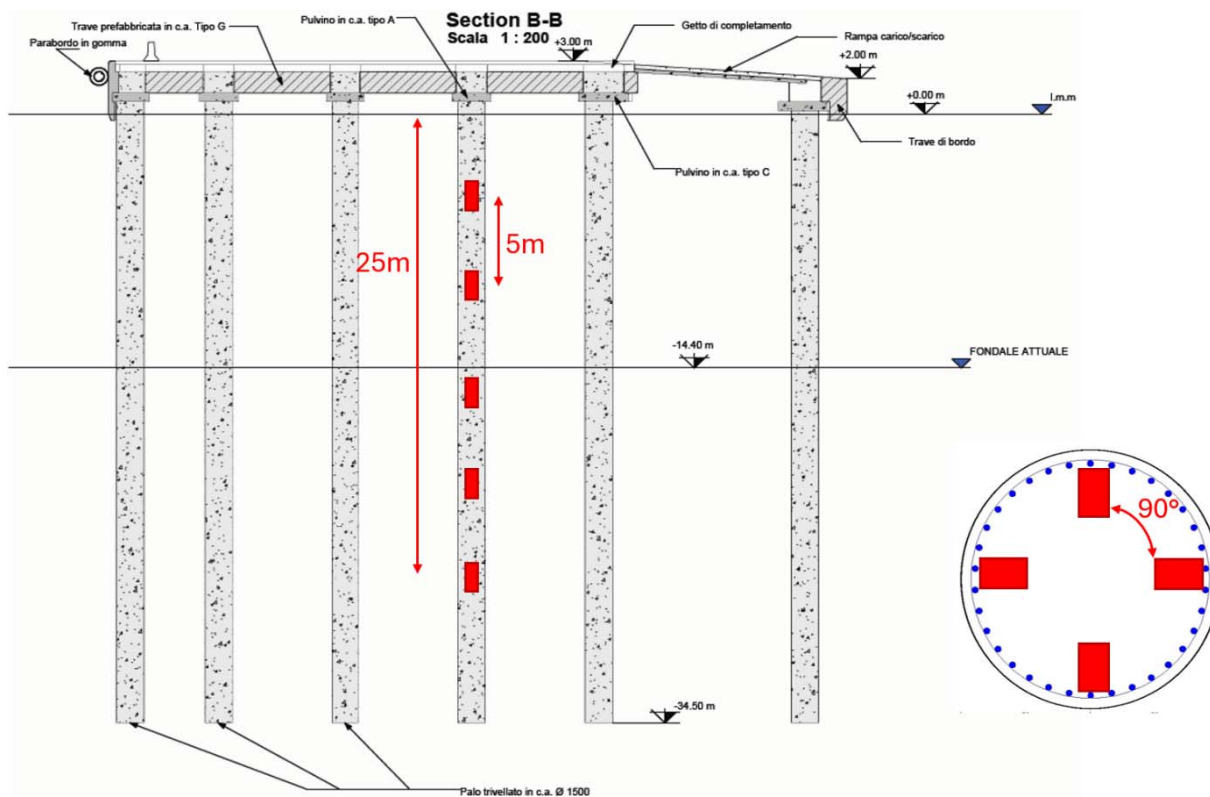 Section B-B
Scala 1 : 200
Trave prefabbricata in c.a. Tipo G
Pulvino in c.a. tipo A
Getto di completamento
Parabordo in gomma
+3.00 m
Rampa carico/scarico
+2.00 m
+0.00 m
l.m.m
Trave di bordo
Pulvino in c.a. tipo C
5m
25m
-14.40 m
FONDALE ATTUALE
90°
-34.50 m
Palo trivellato in c.a. Ø 1500